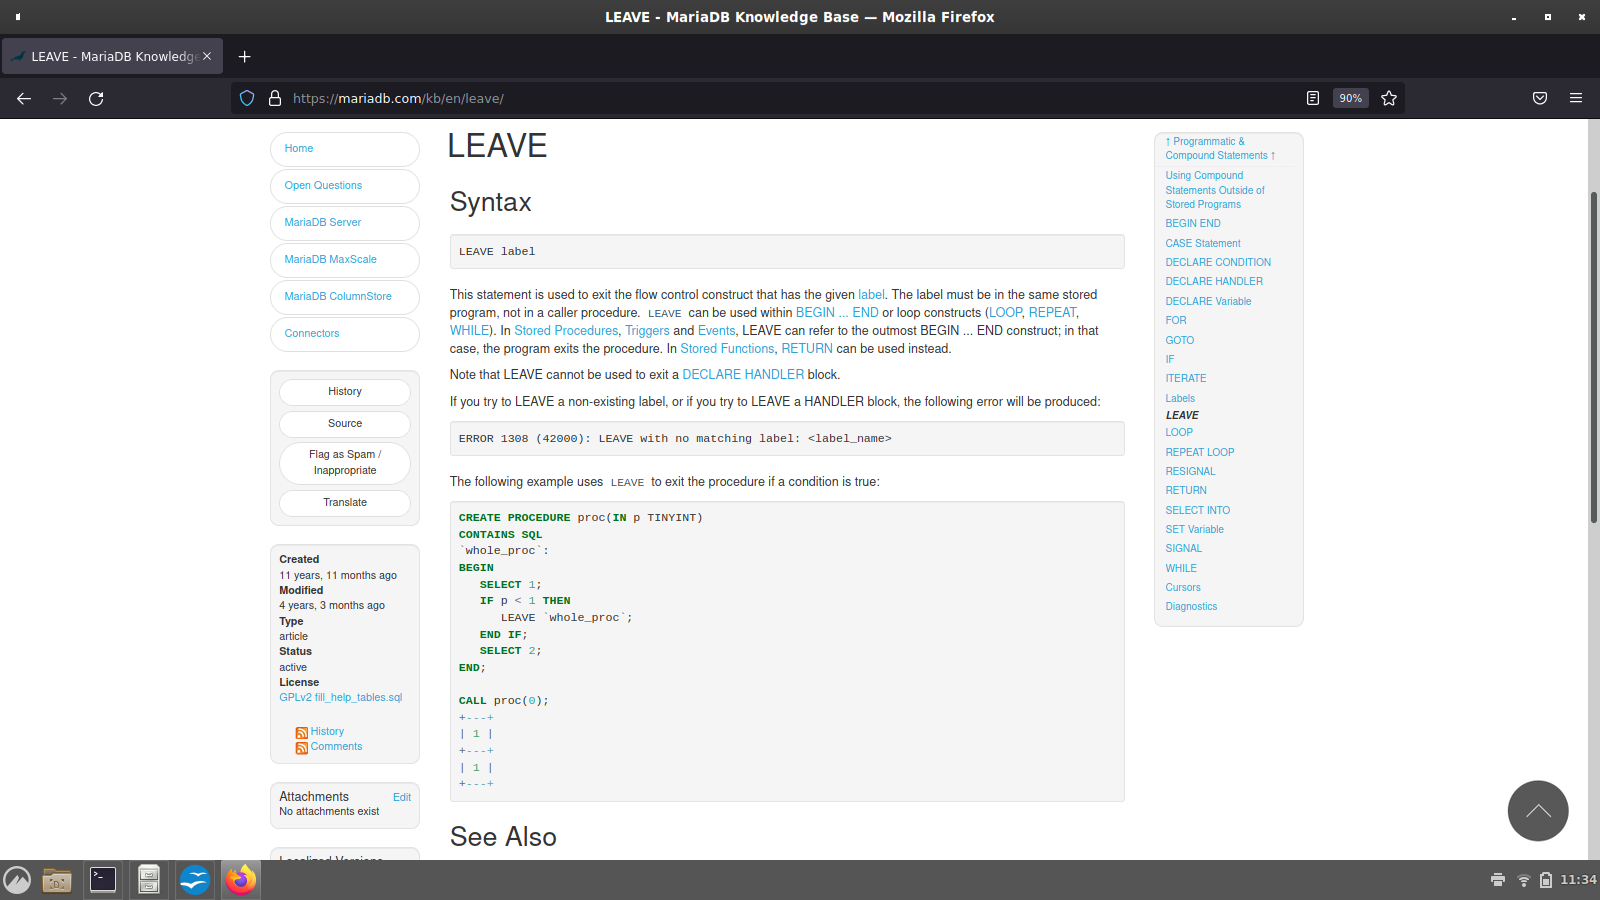 LEAVE - MariaDB Knowledge Base — Mozilla Firefox
LEAVE - MariaDB Knowledge
https://mariadb.com/kb/en/leave/
90%
Home
Open Questions
MariaDB Server
MariaDB MaxScale
MariaDB ColumnStore
Connectors
History
Source
Flag as Spam /
Inappropriate
Translate
Created
11 years, 11 months ago
Modified
4 years, 3 months ago
Type
article
Status
active
License
GPLv2 fill_help_tables.sql
History
Comments
Attachments Edit
No attachments exist
Localized Versions
LEAVE
Syntax
LEAVE label
This statement is used to exit the flow control construct that has the given label. The label must be in the same stored
program, not in a caller procedure. LEAVE can be used within BEGIN ... END or loop constructs (LOOP, REPEAT,
WHILE). In Stored Procedures, Triggers and Events, LEAVE can refer to the outmost BEGIN ... END construct; in that
case, the program exits the procedure. In Stored Functions, RETURN can be used instead.
Note that LEAVE cannot be used to exit a DECLARE HANDLER block.
If you try to LEAVE a non-existing label, or if you try to LEAVE a HANDLER block, the following error will be produced:
ERROR 1308 (42000): LEAVE with no matching label: <label_name>
The following example uses LEAVE to exit the procedure if a condition is true:
CREATE PROCEDURE proc(IN p TINYINT)
CONTAINS SQL
`whole_proc`:
BEGIN
   SELECT 1;
   IF p < 1 THEN
      LEAVE `whole_proc`;
   END IF;
   SELECT 2;
END;
CALL proc(0);
+---+
| 1 |
+---+
| 1 |
+---+
See Also
↑ Programmatic &
Compound Statements ↑
Using Compound
Statements Outside of
Stored Programs
BEGIN END
CASE Statement
DECLARE CONDITION
DECLARE HANDLER
DECLARE Variable
FOR
GOTO
IF
ITERATE
Labels
LEAVE
LOOP
REPEAT LOOP
RESIGNAL
RETURN
SELECT INTO
SET Variable
SIGNAL
WHILE
Cursors
Diagnostics
11:34